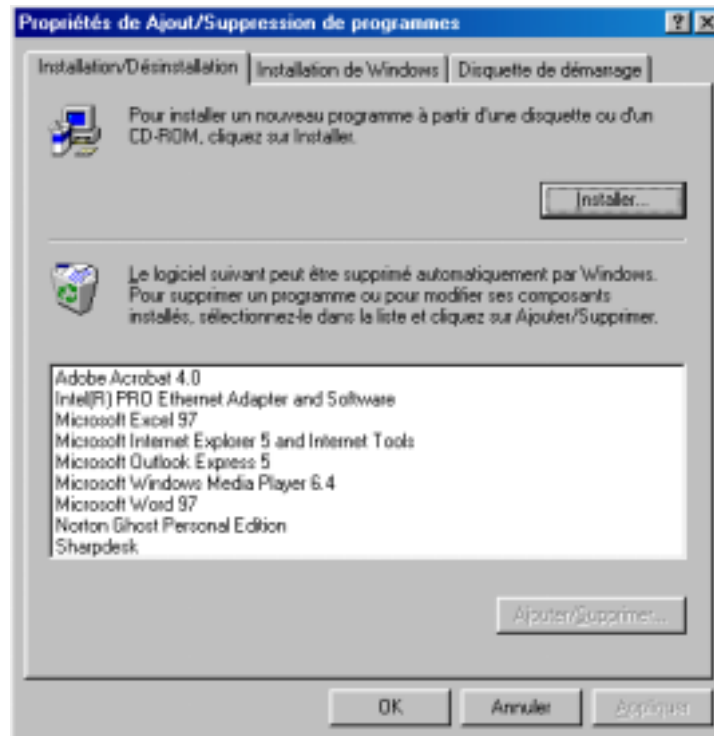 Propriétés de Ajout/Suppression de programmes
Installation/Désinstallation
Installation de Windows
Disquette de démarrage
Pour installer un nouveau programme à partir d'une disquette ou d'un
CD-ROM, cliquez sur Installer.
Installer...
Le logiciel suivant peut être supprimé automatiquement par Windows.
Pour supprimer un programme ou pour modifier ses composants
installés, sélectionnez-le dans la liste et cliquez sur Ajouter/Supprimer.
Adobe Acrobat 4.0
Intel(R) PRO Ethernet Adapter and Software
Microsoft Excel 97
Microsoft Internet Explorer 5 and Internet Tools
Microsoft Outlook Express 5
Microsoft Windows Media Player 6.4
Microsoft Word 97
Norton Ghost Personal Edition
Sharpdesk
Ajouter/Supprimer...
OK
Annuler
Appliquer